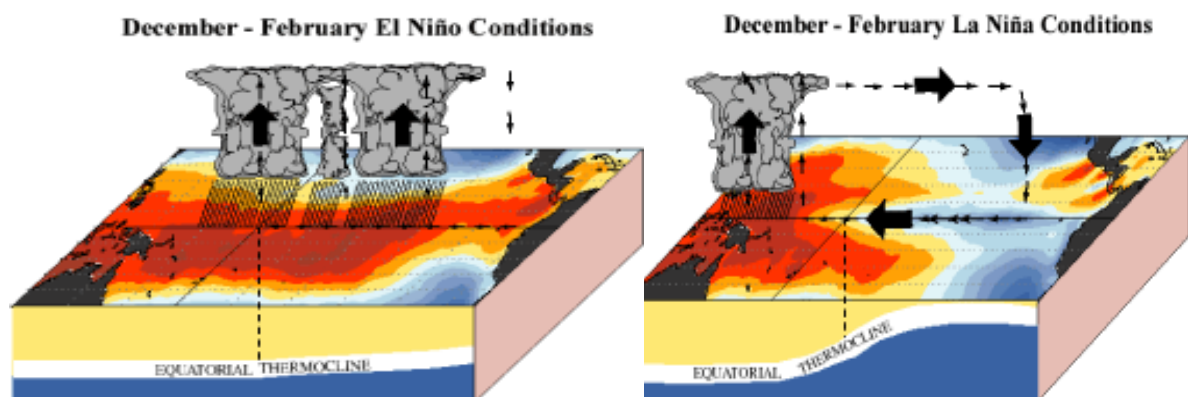 December - February El Niño Conditions
December - February La Niña Conditions
EQUATORIAL THERMOCLINE
EQUATORIAL THERMOCLINE